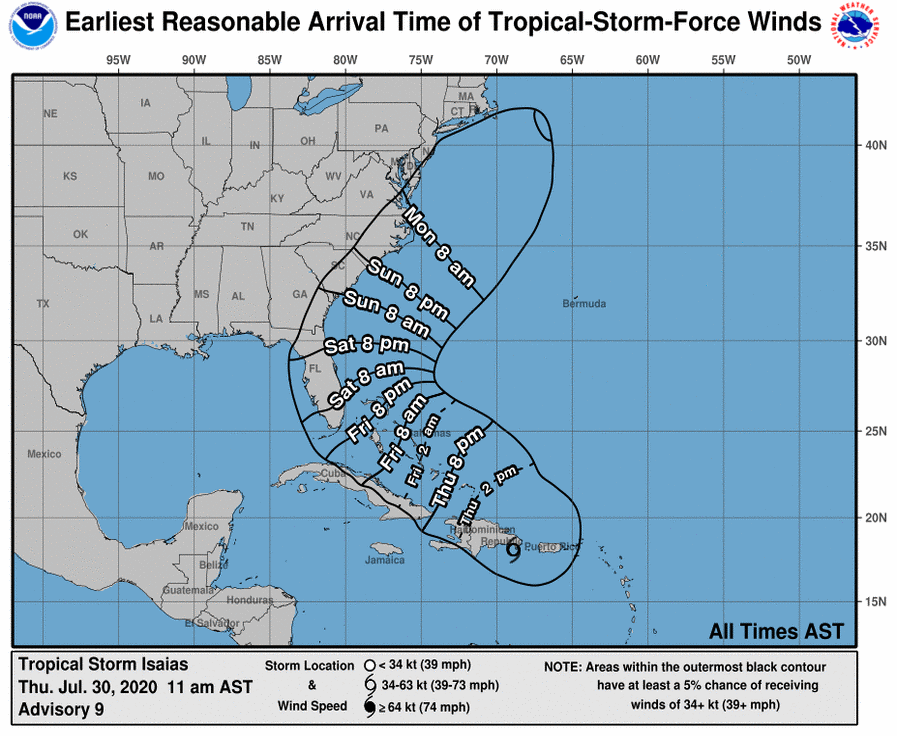 NOAA
Earliest Reasonable Arrival Time of Tropical-Storm-Force Winds
NATIONAL WEATHER SERVICE
95W 90W 85W 80W 75W 70W 65W 60W 55W 50W
MA
NE IA CT
PA
IL IN OH 40N
KS MO WV
KY VA
Mon 8 am
TN NC
OK AR 35N
SC Sun 8 pm
MS AL GA Sun 8 am Bermuda
TX LA
Sat 8 pm 30N
FL Sat 8 am
Fri 8 pm
Fri 8 am
Fri 2 am
Thu 8 pm
25N
Mexico
Cuba
Thu 2 pm
20N
Mexico
Puerto Rico
Jamaica
Belize
Guatemala
Honduras 15N
El Salvador
All Times AST
Tropical Storm Isaias
Thu. Jul. 30, 2020 11 am AST
Advisory 9
Storm Location
&
Wind Speed
< 34 kt (39 mph)
34-63 kt (39-73 mph)
≥ 64 kt (74 mph)
NOTE: Areas within the outermost black contour
have at least a 5% chance of receiving
winds of 34+ kt (39+ mph)